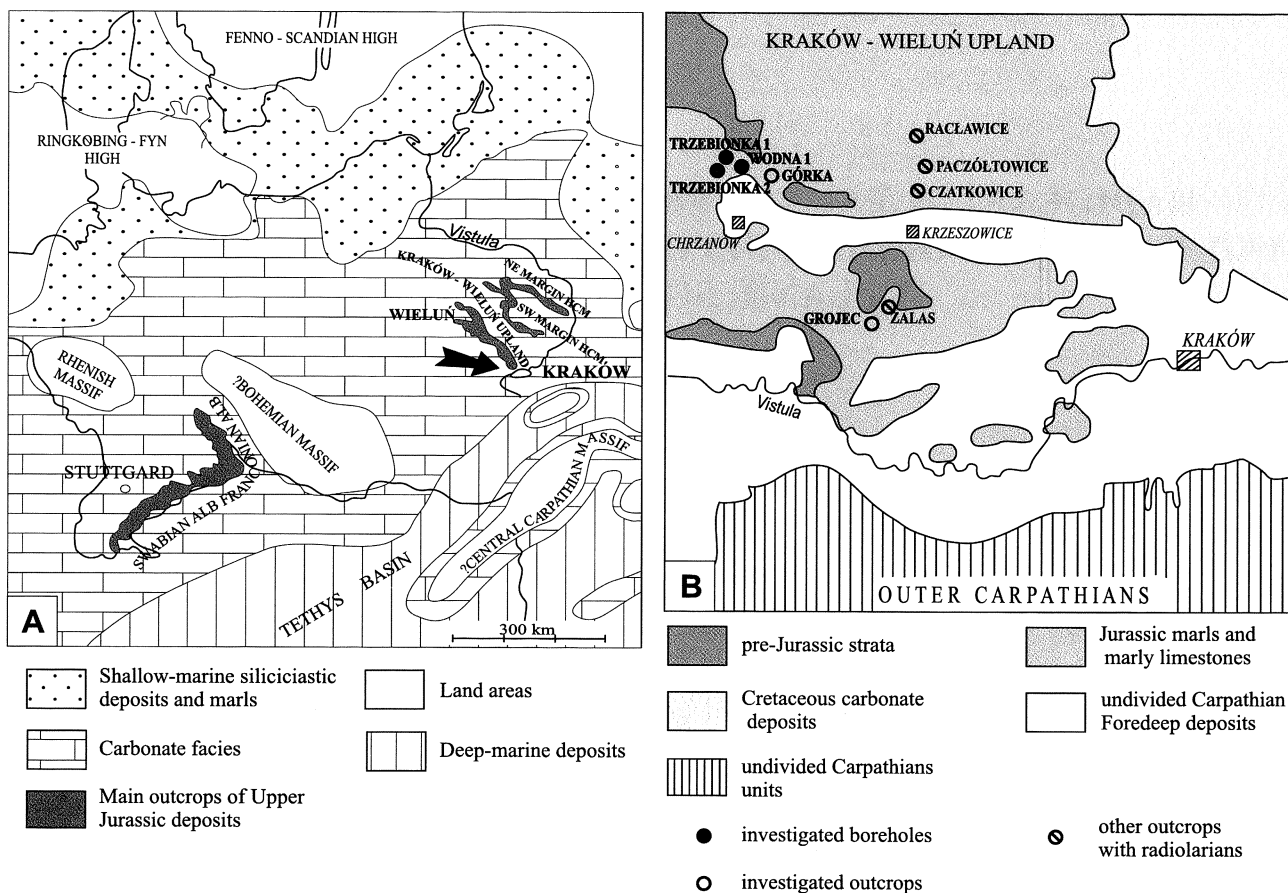 FENNO - SCANDIAN HIGH
RINGKØBING - FYN
HIGH
Vistula
KRAKÓW - WIELUŃ UPLAND
NE MARGIN HCM
SW MARGIN HCMs
WIELUŃ
KRAKÓW
RHENISH
MASSIF
?BOHEMIAN MASSIF
STUTTGARD
SWABIAN ALB FRANCONIAN ALB
?CENTRAL CARPATHIAN MASSIF
TETHYS BASIN
300 km
A
Shallow-marine siliciclastic
deposits and marls
Carbonate facies
Main outcrops of Upper
Jurassic deposits
Land areas
Deep-marine deposits
KRAKÓW - WIELUŃ UPLAND
RACŁAWICE
TRZEBIONKA 1
WODNA 1
PACZÓŁTOWICE
GÓRKA
TRZEBIONKA 2
CZATKOWICE
CHRZANÓW
KRZESZOWICE
GROJEC
ZALAS
KRAKÓW
Vistula
B
OUTER CARPATHIANS
pre-Jurassic strata
Cretaceous carbonate
deposits
undivided Carpathians
units
investigated boreholes
investigated outcrops
Jurassic marls and
marly limestones
undivided Carpathian
Foredeep deposits
other outcrops
with radiolarians